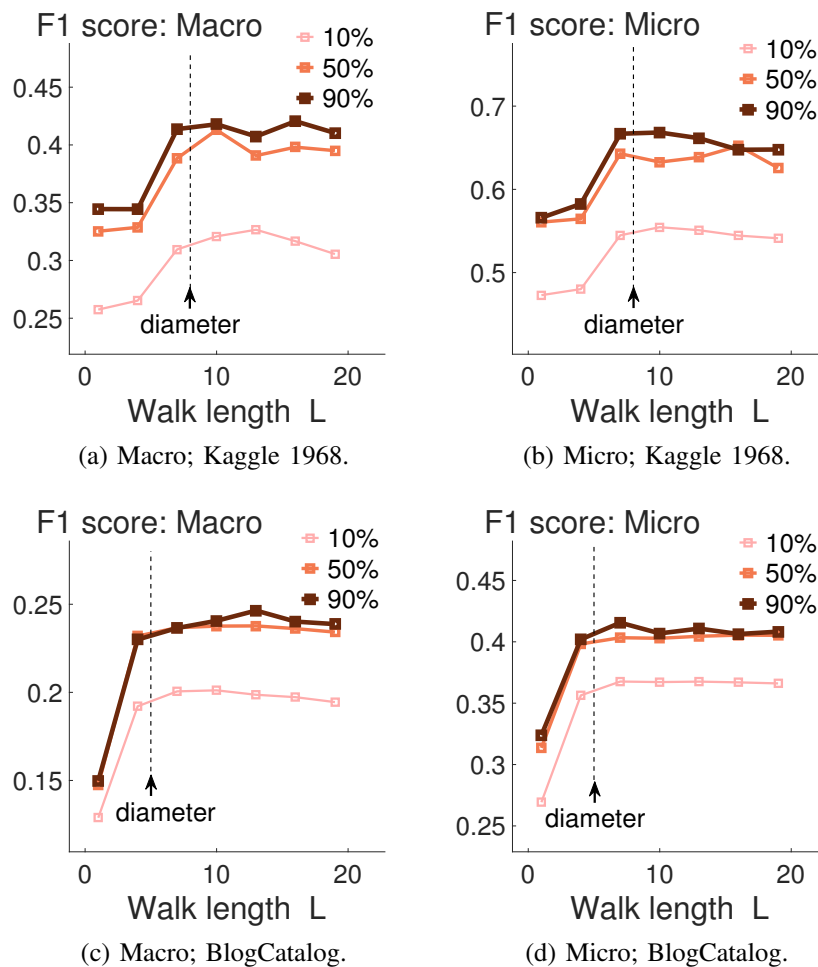 F1 score: Macro
10%
50%
90%
0.45
0.4
0.35
0.3
0.25
diameter
0
10
20
Walk length L
(a) Macro; Kaggle 1968.
F1 score: Micro
10%
50%
90%
0.7
0.6
0.5
diameter
0
10
20
Walk length L
(b) Micro; Kaggle 1968.
F1 score: Macro
10%
50%
90%
0.25
0.2
0.15
diameter
0
10
20
Walk length L
(c) Macro; BlogCatalog.
F1 score: Micro
10%
50%
90%
0.45
0.4
0.35
0.3
0.25
diameter
0
10
20
Walk length L
(d) Micro; BlogCatalog.